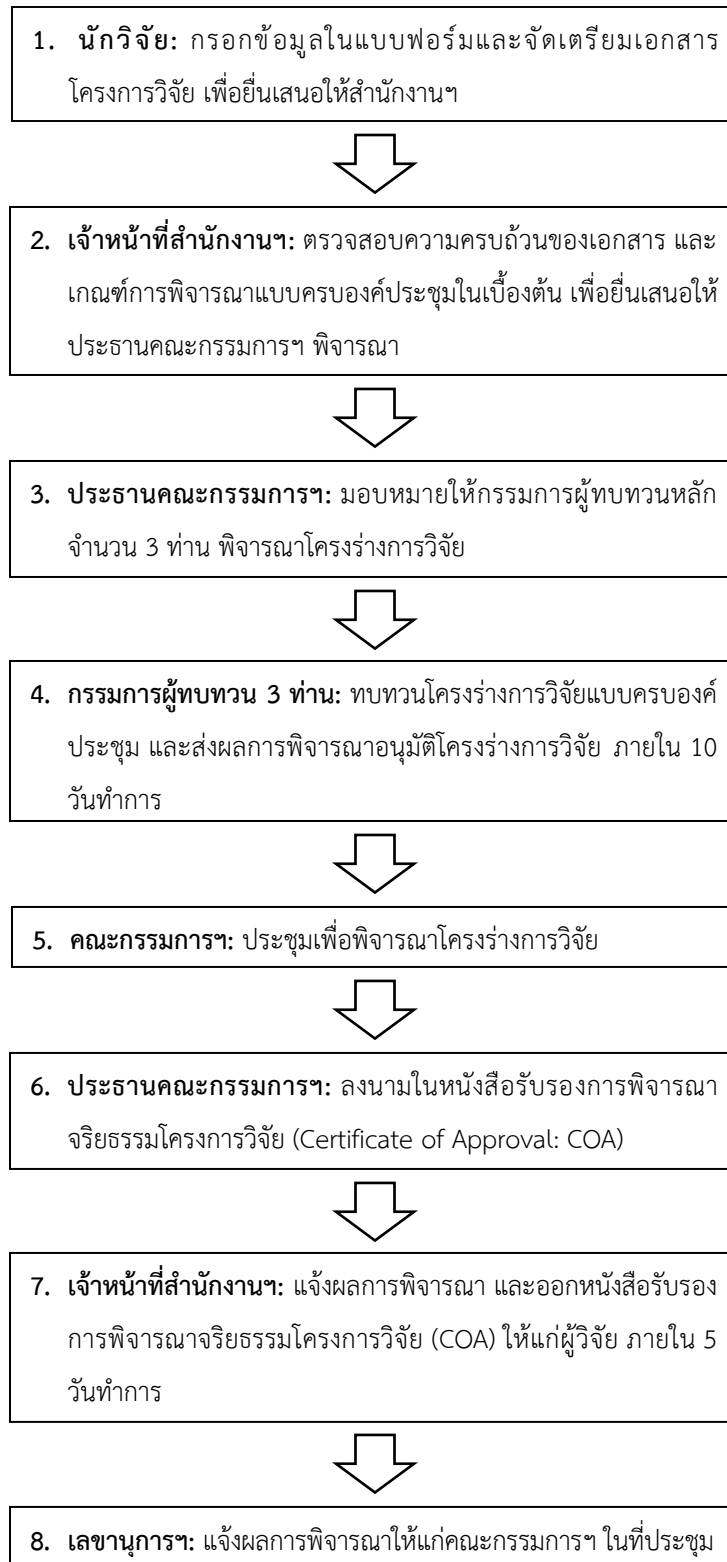 1. นักวิจัย: กรอกข้อมูลในแบบฟอร์มและจัดเตรียมเอกสาร
โครงการวิจัย เพื่อยื่นเสนอให้สำนักงานฯ
2. เจ้าหน้าที่สำนักงานฯ: ตรวจสอบความครบถ้วนของเอกสาร และ
เกณฑ์การพิจารณาแบบครบองค์ประชุมในเบื้องต้น เพื่อยื่นเสนอให้
ประธานคณะกรรมการฯ พิจารณา
3. ประธานคณะกรรมการฯ: มอบหมายให้กรรมการผู้ทบทวนหลัก
จำนวน 3 ท่าน พิจารณาโครงร่างการวิจัย
4. กรรมการผู้ทบทวน 3 ท่าน: ทบทวนโครงร่างการวิจัยแบบครบองค์
ประชุม และส่งผลการพิจารณาอนุมัติโครงร่างการวิจัย ภายใน 10
วันทำการ
5. คณะกรรมการฯ: ประชุมเพื่อพิจารณาโครงร่างการวิจัย
6. ประธานคณะกรรมการฯ: ลงนามในหนังสือรับรองการพิจารณา
จริยธรรมโครงการวิจัย (Certificate of Approval: COA)
7. เจ้าหน้าที่สำนักงานฯ: แจ้งผลการพิจารณา และออกหนังสือรับรอง
การพิจารณาจริยธรรมโครงการวิจัย (COA) ให้แก่ผู้วิจัย ภายใน 5
วันทำการ
8. เลขานุการฯ: แจ้งผลการพิจารณาให้แก่คณะกรรมการฯ ในที่ประชุม